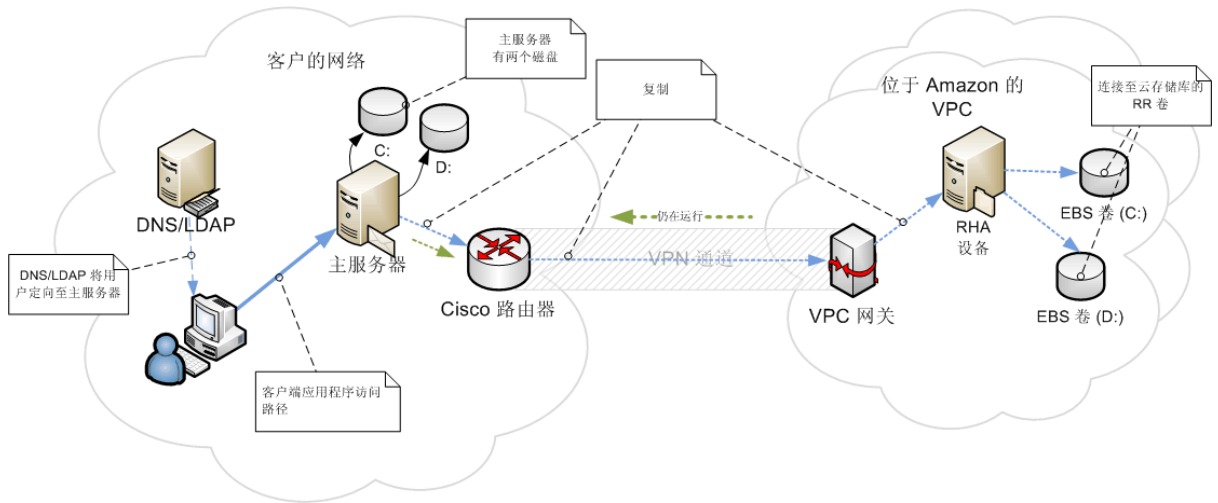 客户的网络
主服务器
有两个磁盘
复制
位于 Amazon 的
VPC
连接至云存储库的
RR 卷
C:
D:
DNS/LDAP
主服务器
仍在运行
VPN 通道
Cisco 路由器
VPC 网关
RHA
设备
EBS 卷 (C:)
EBS 卷 (D:)
DNS/LDAP 将用
户定向至主服务器
客户端应用程序访问
路径